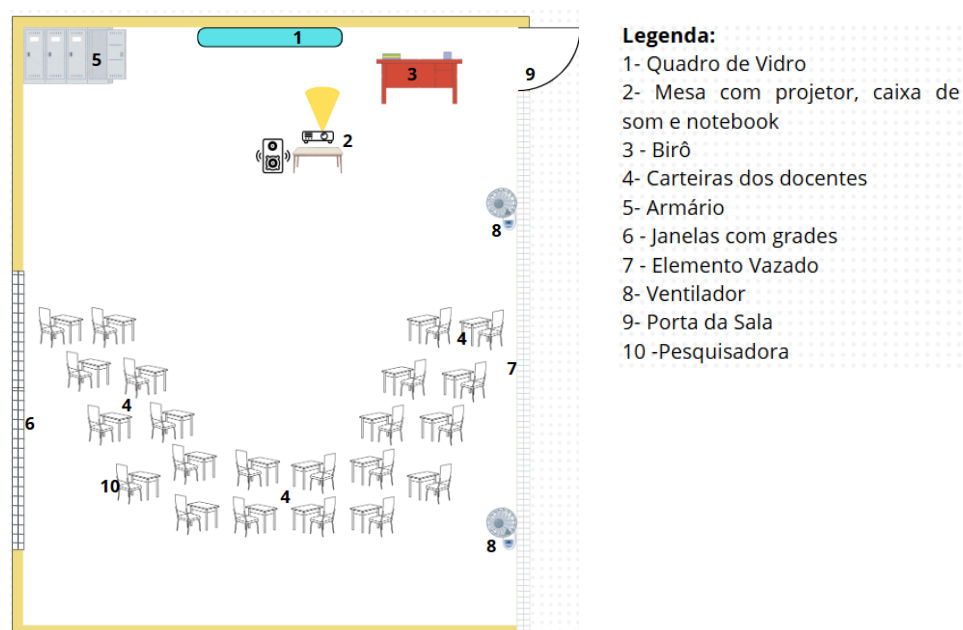 1
5
3
9
2
8
4
7
4
6
10
4
8
Legenda:
1- Quadro de Vidro
2- Mesa com projetor, caixa de
som e notebook
3 - Birô
4- Carteiras dos docentes
5- Armário
6 - Janelas com grades
7 - Elemento Vazado
8- Ventilador
9- Porta da Sala
10 -Pesquisadora